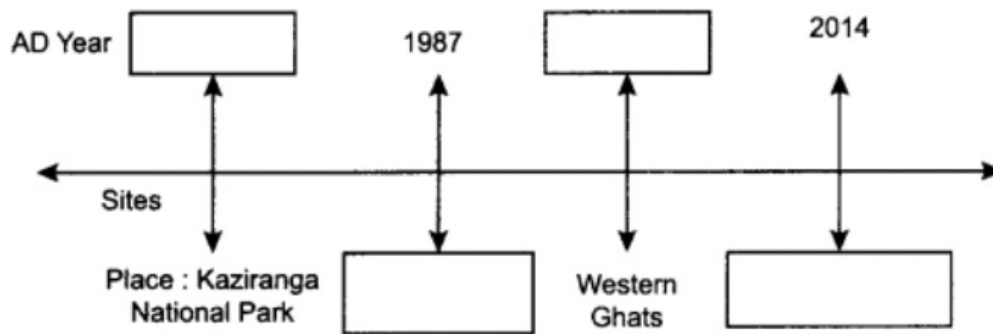 AD Year
1987
2014
Sites
Place : Kaziranga
National Park
Western
Ghats